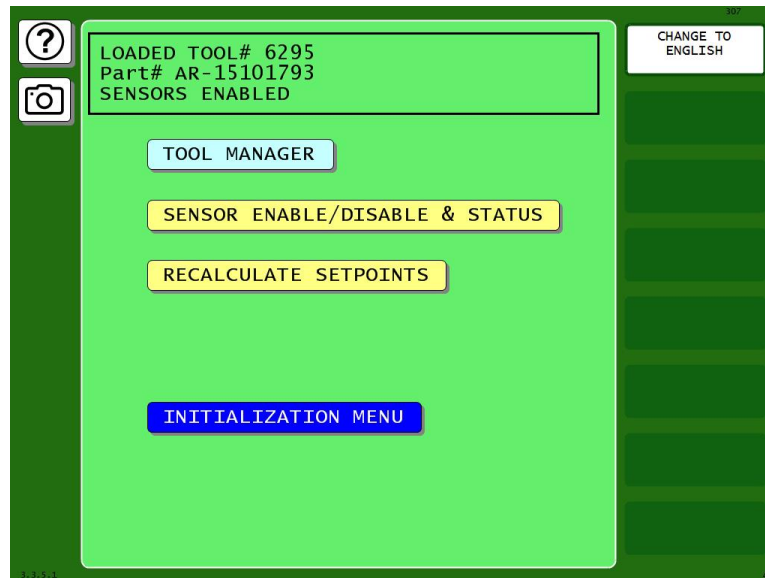 307
CHANGE TO
ENGLISH
?
LOADED TOOL# 6295
Part# AR-15101793
SENSORS ENABLED
TOOL MANAGER
SENSOR ENABLE/DISABLE & STATUS
RECALCULATE SETPOINTS
INITIALIZATION MENU
3.3.5.1